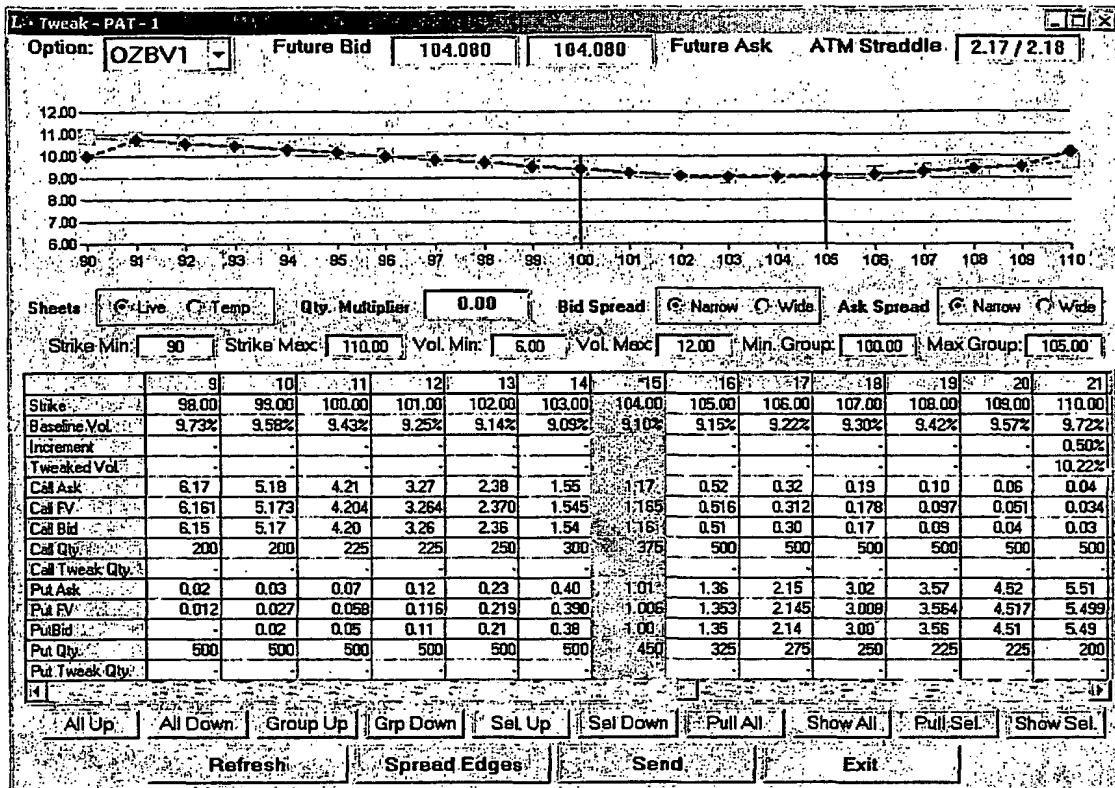 Tweak - PAT - 1
Option: OZBV1 Future Bid 104.080 104.080 Future Ask ATM Straddle 2.17 / 2.18
12.00
11.00
10.00
9.00
8.00
7.00
6.00
90 91 92 93 94 95 96 97 98 99 100 101 102 103 104 105 106 107 108 109 110
Sheets Live Temp Qty. Multiplier 0.00 Bid Spread Narrow Wide Ask Spread Narrow Wide
Strike Min: 90 Strike Max: 110.00 Vol. Min: 6.00 Vol. Max: 12.00 Min. Group: 100.00 Max Group: 105.00
9 10 11 12 13 14 15 16 17 18 19 20 21
Strike 98.00 99.00 100.00 101.00 102.00 103.00 104.00 105.00 106.00 107.00 108.00 109.00 110.00
Baseline Vol. 9.73% 9.58% 9.43% 9.25% 9.14% 9.09% 9.10% 9.15% 9.22% 9.30% 9.42% 9.57% 9.72%
Increment - - - - - - - - - - - 0.50%
Tweaked Vol. - - - - - - - - - - - 10.22%
Call Ask 6.17 5.18 4.21 3.27 2.38 1.55 1.17 0.52 0.32 0.19 0.10 0.06 0.04
Call FV 6.161 5.173 4.204 3.264 2.370 1.545 1.165 0.516 0.312 0.178 0.097 0.051 0.034
Call Bid 6.15 5.17 4.20 3.26 2.36 1.54 1.16 0.51 0.30 0.17 0.09 0.04 0.03
Call Qty. 200 200 225 225 250 300 375 500 500 500 500 500 500
Call Tweak Qty. - - - - - - - - - - - -
Put Ask 0.02 0.03 0.07 0.12 0.23 0.40 1.01 1.36 2.15 3.02 3.57 4.52 5.51
Put FV 0.012 0.027 0.058 0.116 0.219 0.390 1.006 1.353 2.145 3.008 3.564 4.517 5.499
Put Bid - 0.02 0.05 0.11 0.21 0.38 1.00 1.35 2.14 3.00 3.56 4.51 5.49
Put Qty. 500 500 500 500 500 500 450 325 275 250 225 225 200
Put Tweak Qty. - - - - - - - - - - - -
All Up All Down Group Up Grp Down Sel Up Sel Down Pull All Show All Pull Sel. Show Sel.
Refresh Spread Edges Send Exit